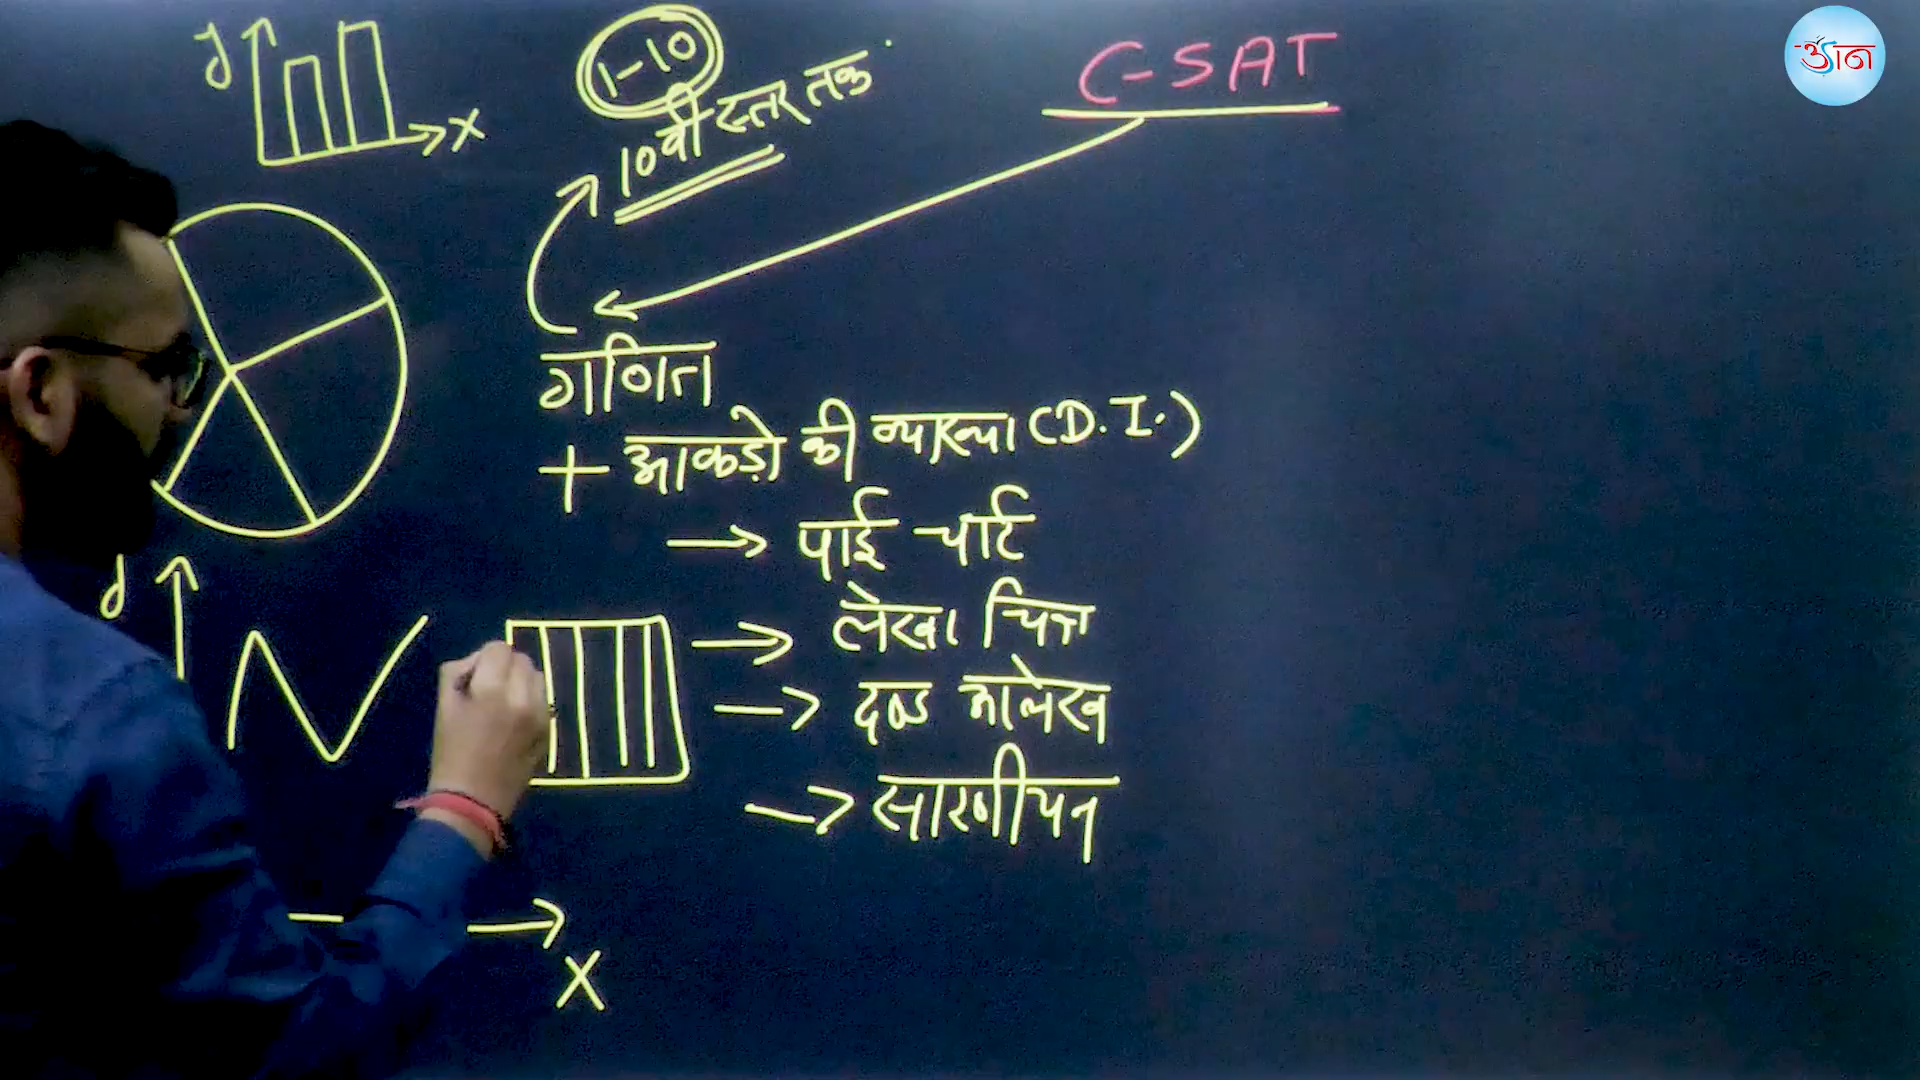 ज्ञान
C-SAT
y
x
1-10
10वी स्तर तक
गणित
+ आकड़ो की व्याख्या (D.I.)
→ पाई चार्ट
→ लेखा चित्र
→ दण्ड आलेख
→ सारणीयन
y
x